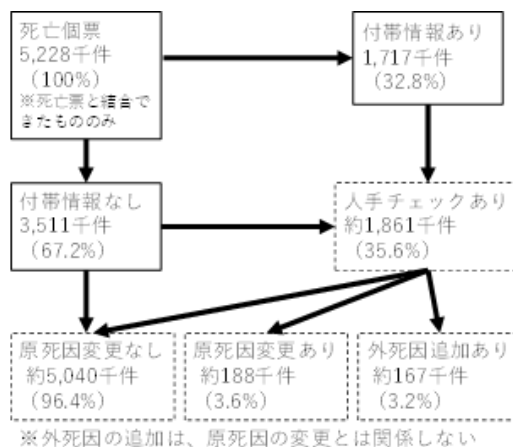 死亡個票
5,228千件
（100%）
※死亡票と結合で
きたもののみ
付帯情報あり
1,717千件
（32.8%）
付帯情報なし
3,511千件
（67.2%）
人手チェックあり
約1,861千件
（35.6%）
原死因変更なし
約5,040千件
（96.4%）
原死因変更あり
約188千件
（3.6%）
外死因追加あり
約167千件
（3.2%）
※外死因の追加は、原死因の変更とは関係しない